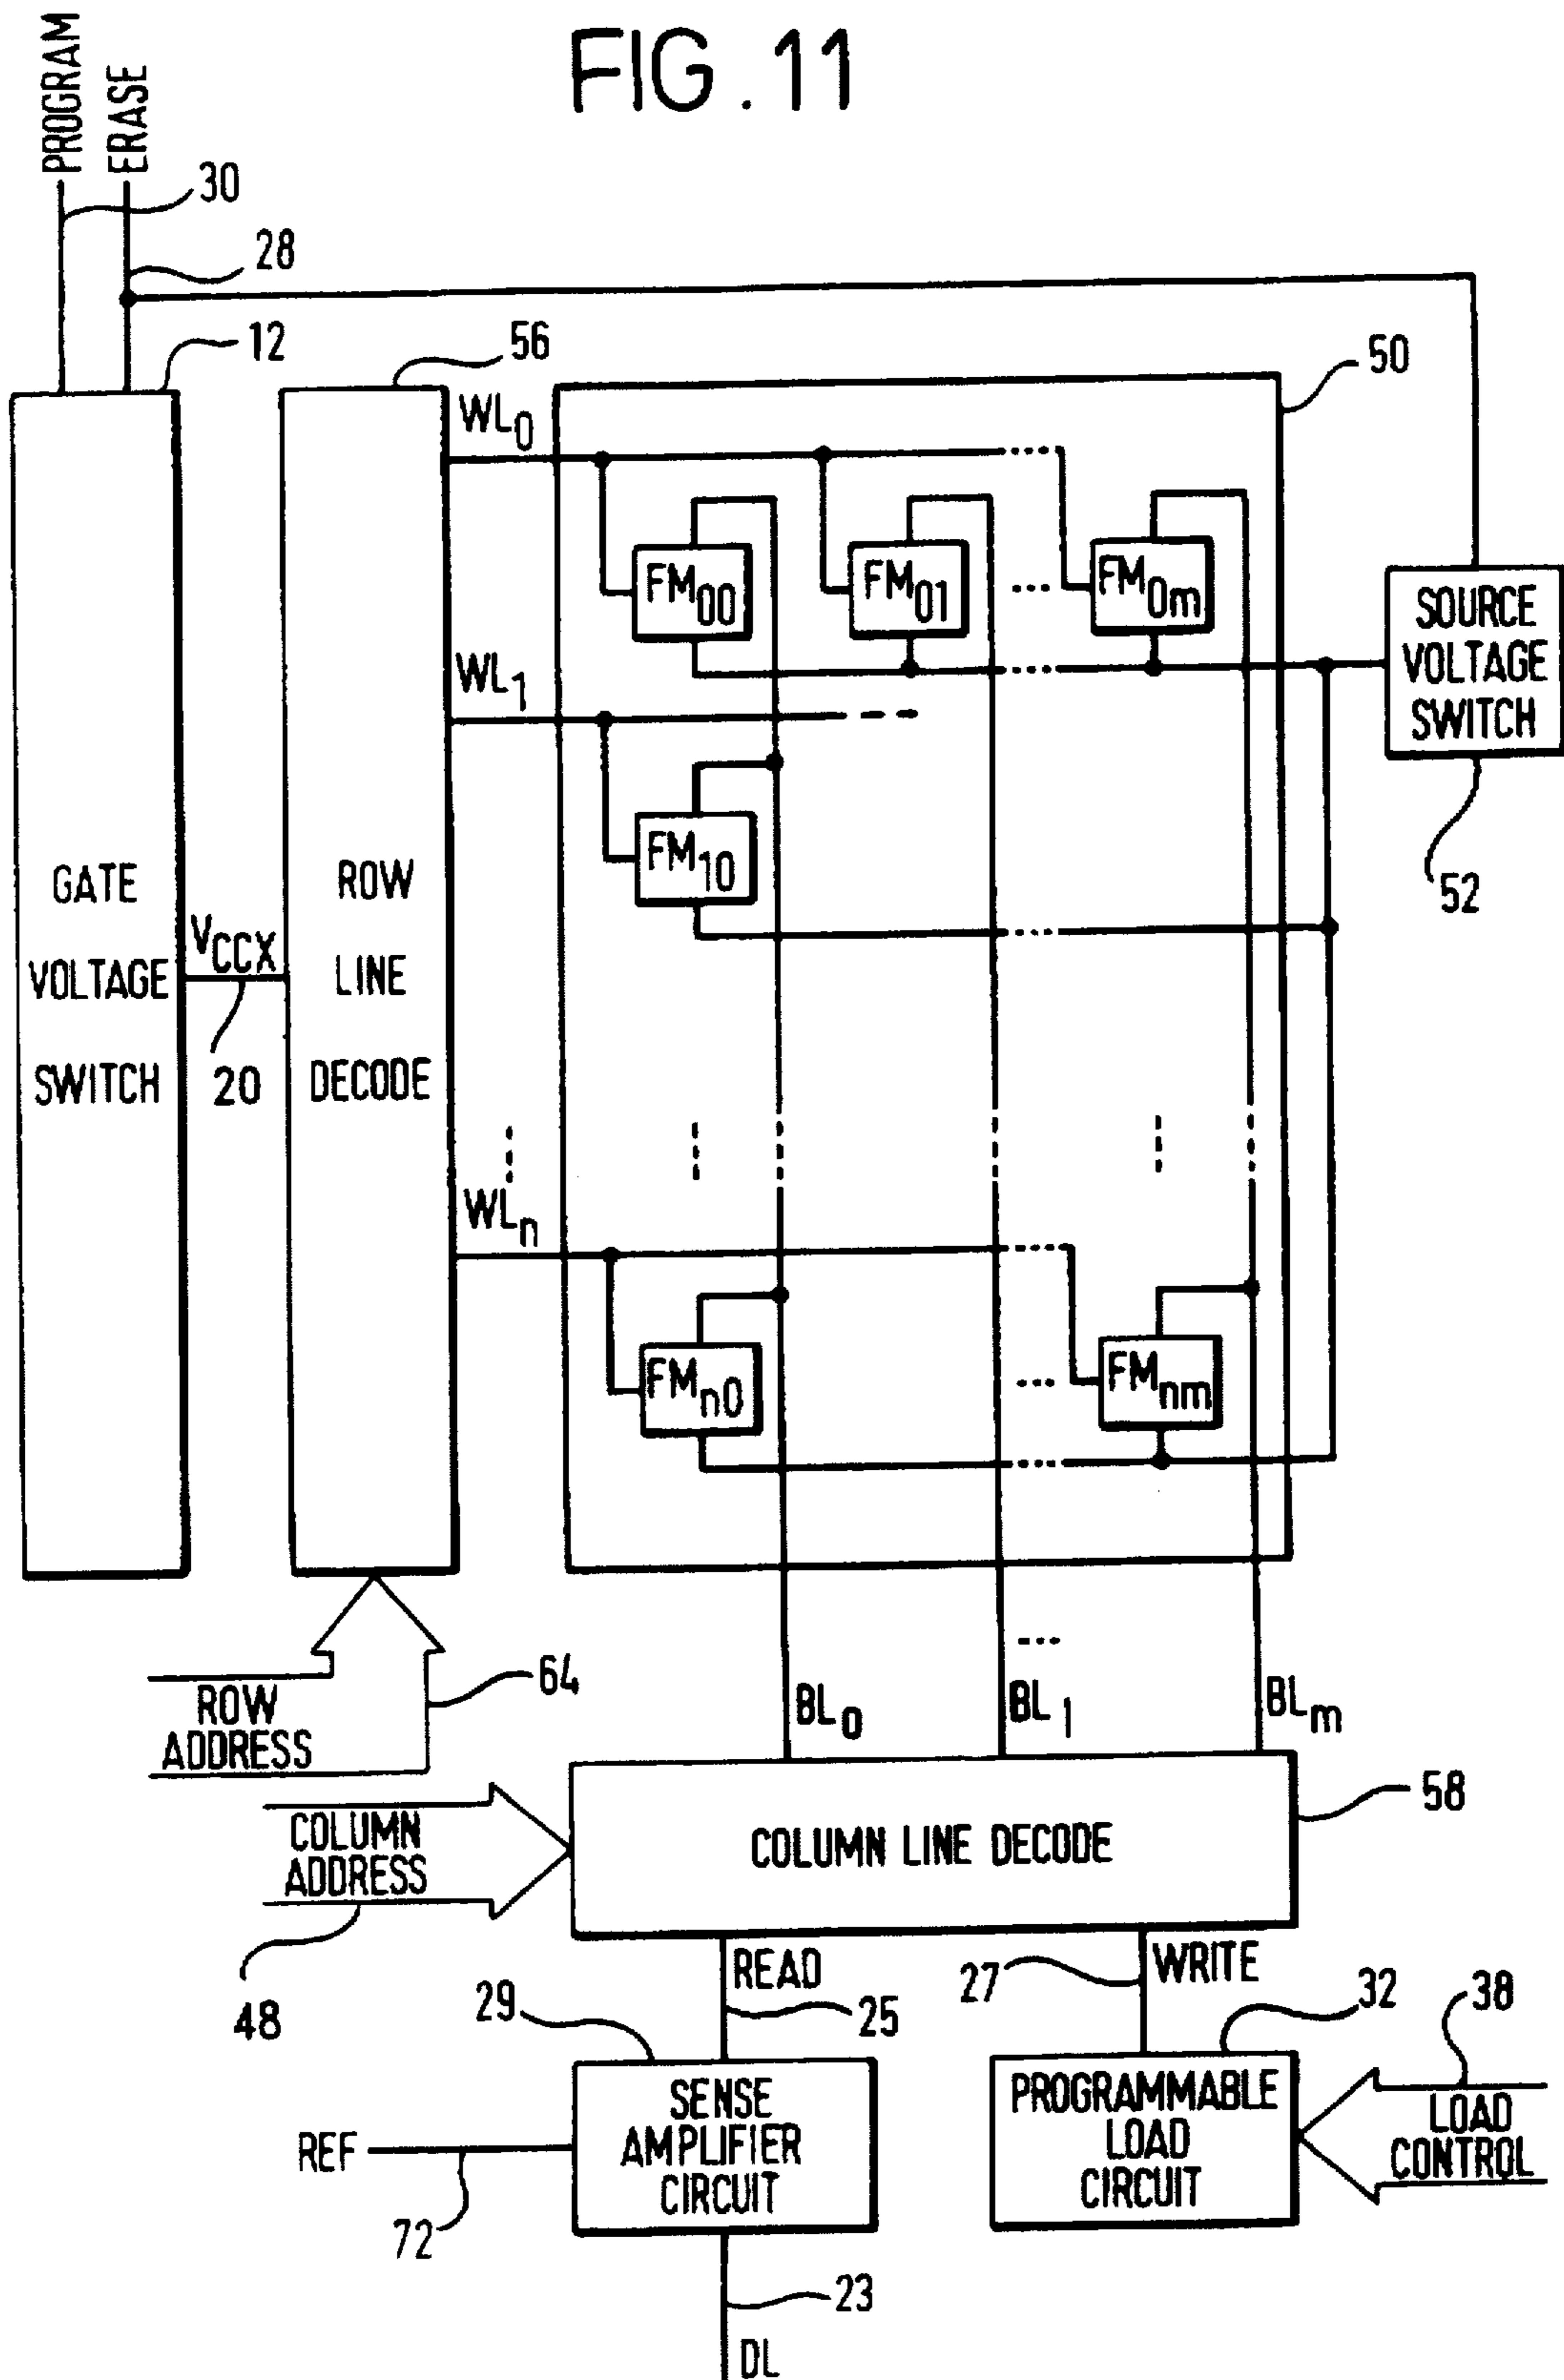 FIG. 11
PROGRAM
ERASE
30
28
12
56
50
WL0
FM00
FM01
FM0m
SOURCE
VOLTAGE
SWITCH
52
WL1
FM10
GATE
VOLTAGE
SWITCH
VCCX
20
ROW
LINE
DECODE
WLn
FMn0
FMnm
ROW
ADDRESS
64
BL0
BL1
BLm
COLUMN
ADDRESS
48
COLUMN LINE DECODE
58
READ
25
27
WRITE
29
32
38
SENSE
AMPLIFIER
CIRCUIT
REF
72
PROGRAMMABLE
LOAD
CIRCUIT
LOAD
CONTROL
23
DL